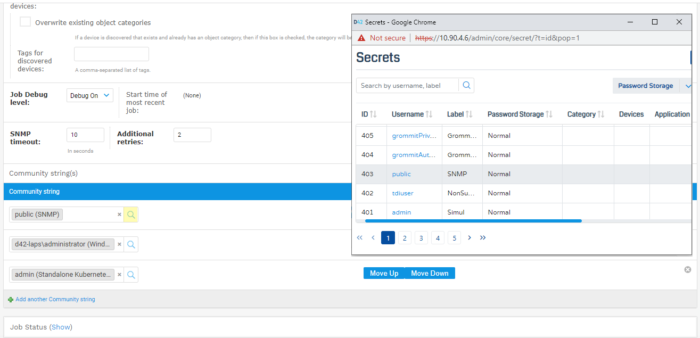 devices:
Overwrite existing object categories
If a device is discovered that exists and already has an object category, then if this box is checked, the category will be
Tags for discovered devices:
A comma-separated list of tags.
Job Debug level:
Debug On
Start time of most recent job:
(None)
SNMP timeout:
10
Additional retries:
2
In seconds
Community string(s)
Community string
public (SNMP) ×
d42-laps\administrator (Wind... ×
admin (Standalone Kubernete... ×
Move Up Move Down
Add another Community string
Job Status (Show)
D42 Secrets - Google Chrome
Not secure | https://10.90.4.6/admin/core/secret/?t=id&pop=1
Secrets
Search by username, label
Password Storage
ID Username Label Password Storage Category Devices Application
405 grommitPriv... Gromm... Normal
404 grommitAut... Gromm... Normal
403 public SNMP Normal
402 tdiuser NonSu... Normal
401 admin Simul Normal
<< < 1 2 3 4 5 > >>